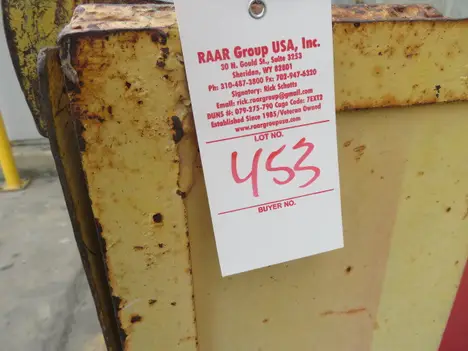 RAAR Group USA, Inc.
30 N. Gould St., Suite 3253
Sheridan, WY 82801
Ph: 310-487-3800 Fx: 702-947-6320
Signatory: Rick Schotts
Email: rick.raargroup@gmail.com
DUNS #: 079-275-790 Cage Code: 7EXT2
Established Since 1985/Veteran Owned
www.raargroupusa.com
LOT NO.
453
BUYER NO.